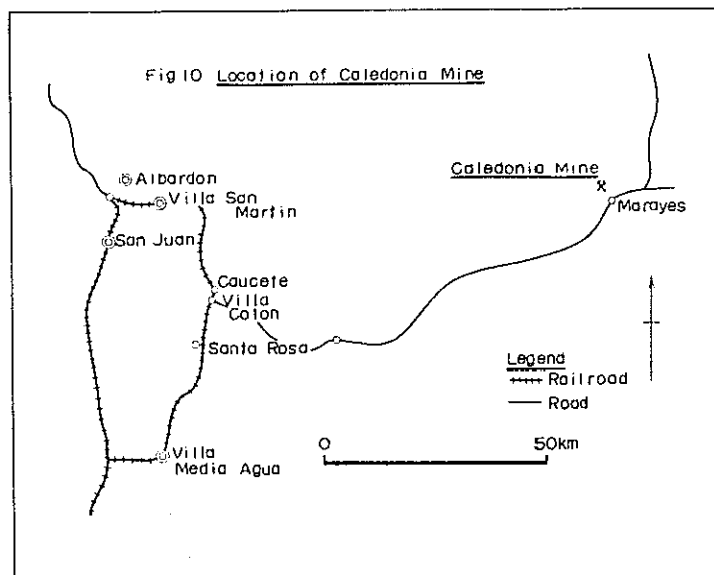 Fig 10 Location of Caledonia Mine
Albardon
Villa San
Martin
San Juan
Caledonia Mine
Marayes
Caucete
Villa
Colon
Santa Rosa
Legend
Railroad
Road
Villa
Media Agua
0 50km